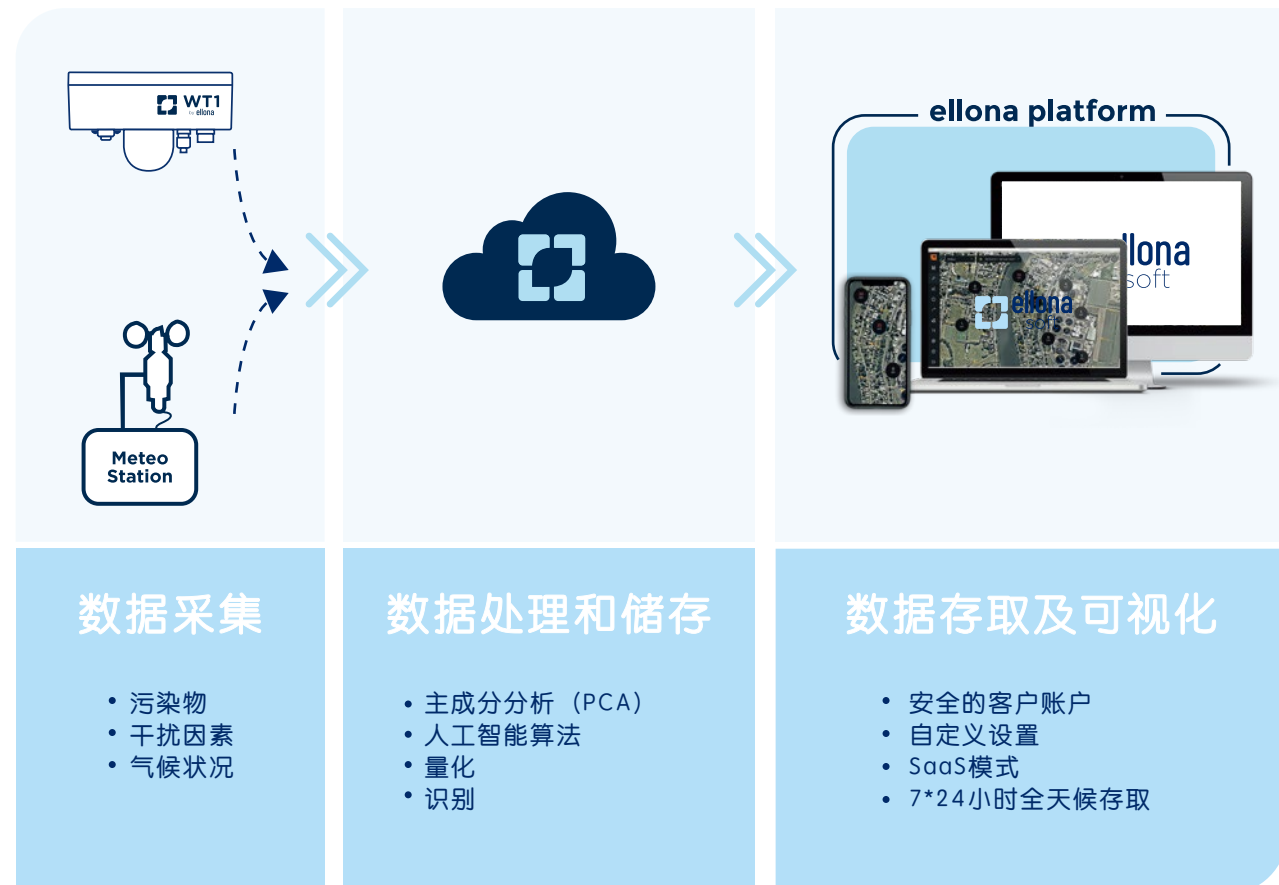 WT1
by ellona
Meteo
Station
ellona platform
llona
soft
ellona
soft
数据采集
• 污染物
• 干扰因素
• 气候状况
数据处理和储存
• 主成分分析（PCA）
• 人工智能算法
• 量化
• 识别
数据存取及可视化
• 安全的客户账户
• 自定义设置
• SaaS模式
• 7*24小时全天候存取